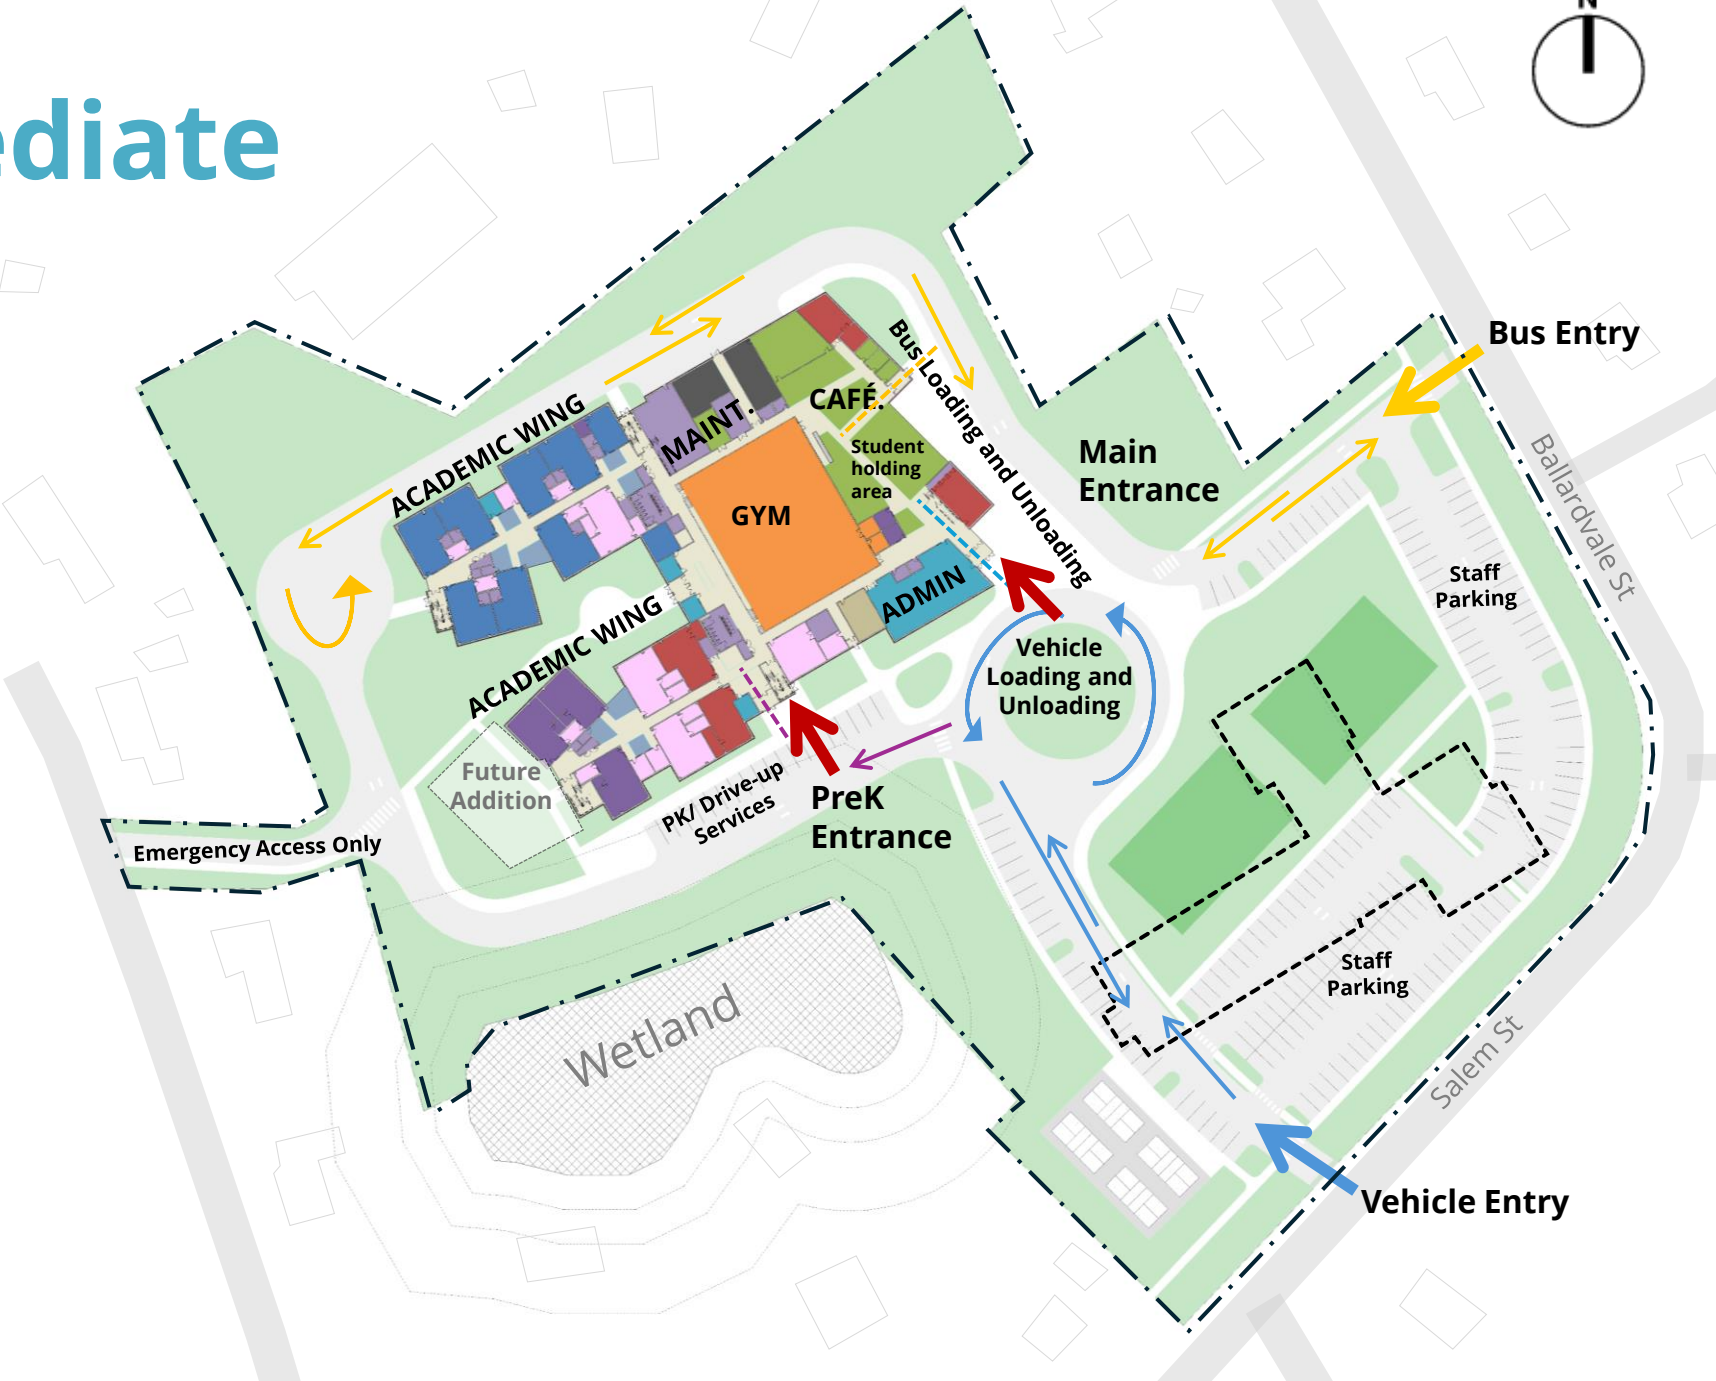 N
ediate
Bus Entry
Ballardvale St
Main
Entrance
Bus Loading and Unloading
ACADEMIC WING
MAINT.
CAFÉ.
Student
holding
area
GYM
ADMIN
Staff
Parking
ACADEMIC WING
Vehicle
Loading and
Unloading
Future
Addition
PK/ Drive-up
Services
PreK
Entrance
Emergency Access Only
Staff
Parking
Wetland
Salem St
Vehicle Entry